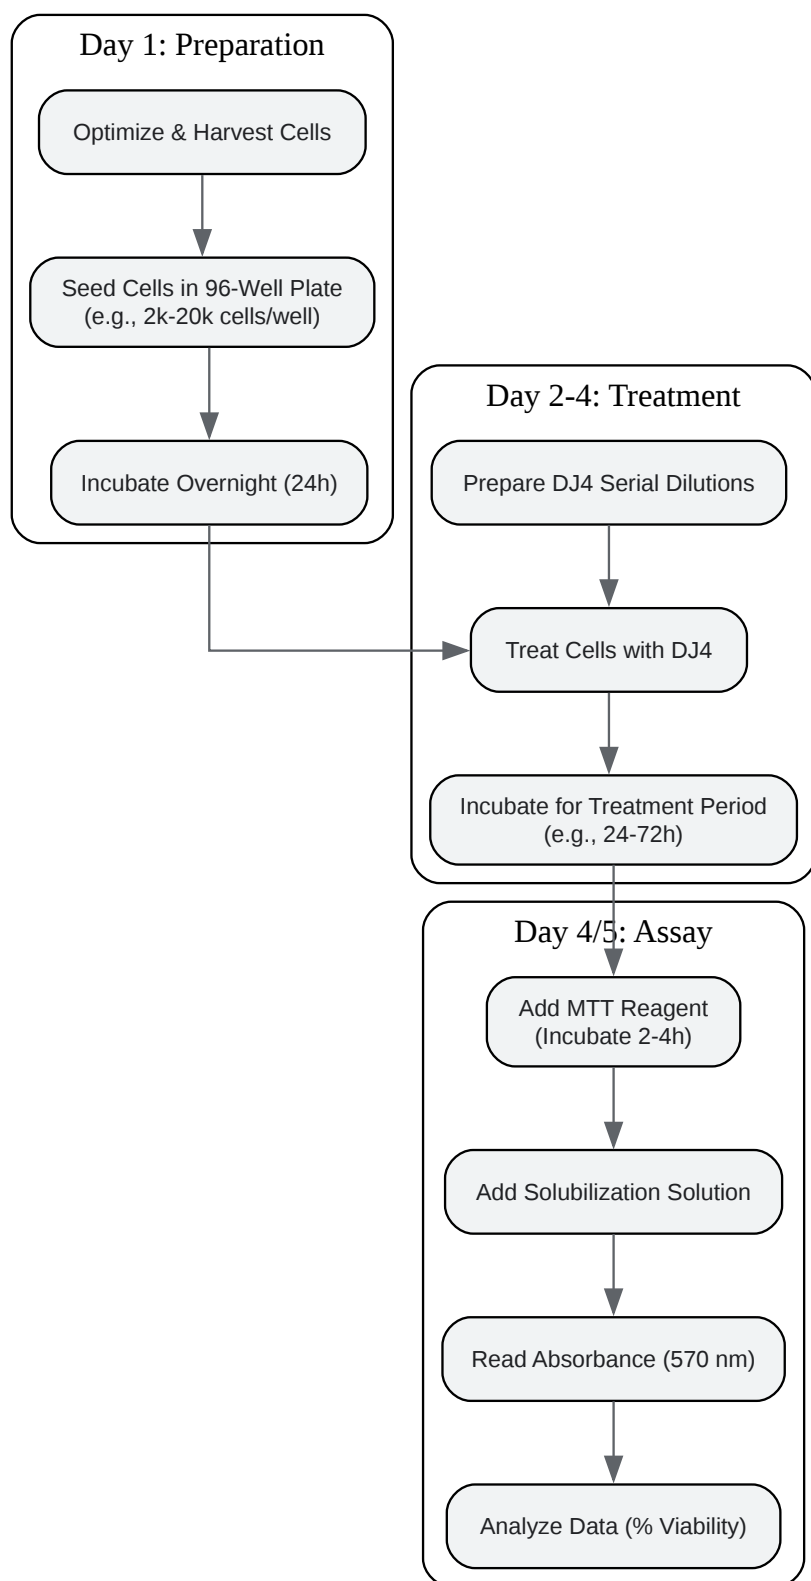 Day 1: Preparation
Optimize & Harvest Cells
Seed Cells in 96-Well Plate
(e.g., 2k-20k cells/well)
Incubate Overnight (24h)
Day 2-4: Treatment
Prepare DJ4 Serial Dilutions
Treat Cells with DJ4
Incubate for Treatment Period
(e.g., 24-72h)
Day 4/5: Assay
Add MTT Reagent
(Incubate 2-4h)
Add Solubilization Solution
Read Absorbance (570 nm)
Analyze Data (% Viability)